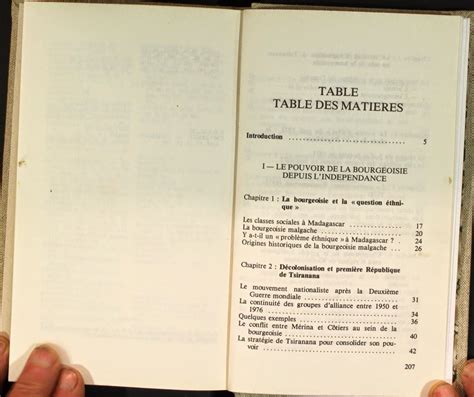 TABLE
TABLE DES MATIERES
Introduction ................................ 5
I — LE POUVOIR DE LA BOURGEOISIE
DEPUIS L'INDEPENDANCE
Chapitre 1 : La bourgeoisie et la « question éthni-
que »
Les classes sociales à Madagascar ................ 17
La bourgeoisie malgache ........................ 20
Y a-t-il un « problème éthnique » à Madagascar ? .. 24
Origines historiques de la bourgeoisie malgache .... 26
Chapitre 2 : Décolonisation et première République
de Tsiranana
Le mouvement nationaliste après la Deuxième
Guerre mondiale ........................ 31
La continuité des groupes d'alliance entre 1950 et
1976 .................................. 34
Quelques exemples ............................ 36
Le conflit entre Mérina et Côtiers au sein de la
bourgeoisie ............................ 40
La stratégie de Tsiranana pour consolider son pou-
voir .................................. 42
207